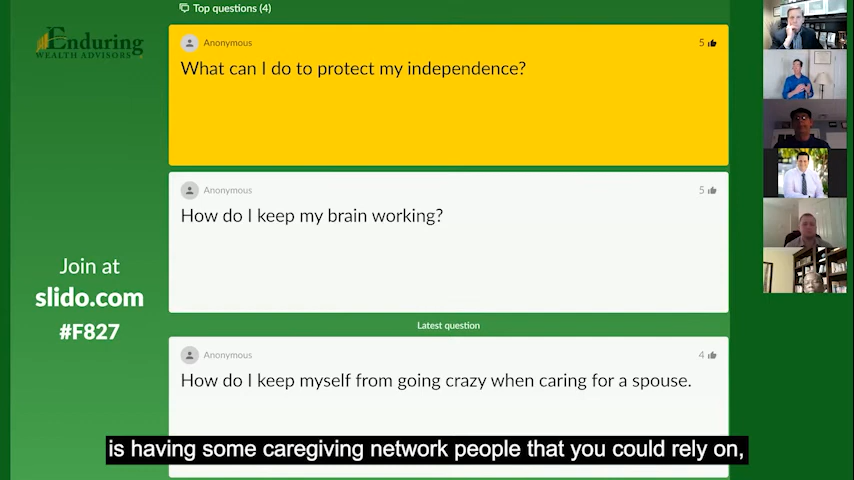 Top questions (4)
Enduring
WEALTH ADVISORS
Anonymous
5
What can I do to protect my independence?
Anonymous
5
How do I keep my brain working?
Join at
slido.com
#F827
Latest question
Anonymous
4
How do I keep myself from going crazy when caring for a spouse.
is having some caregiving network people that you could rely on,